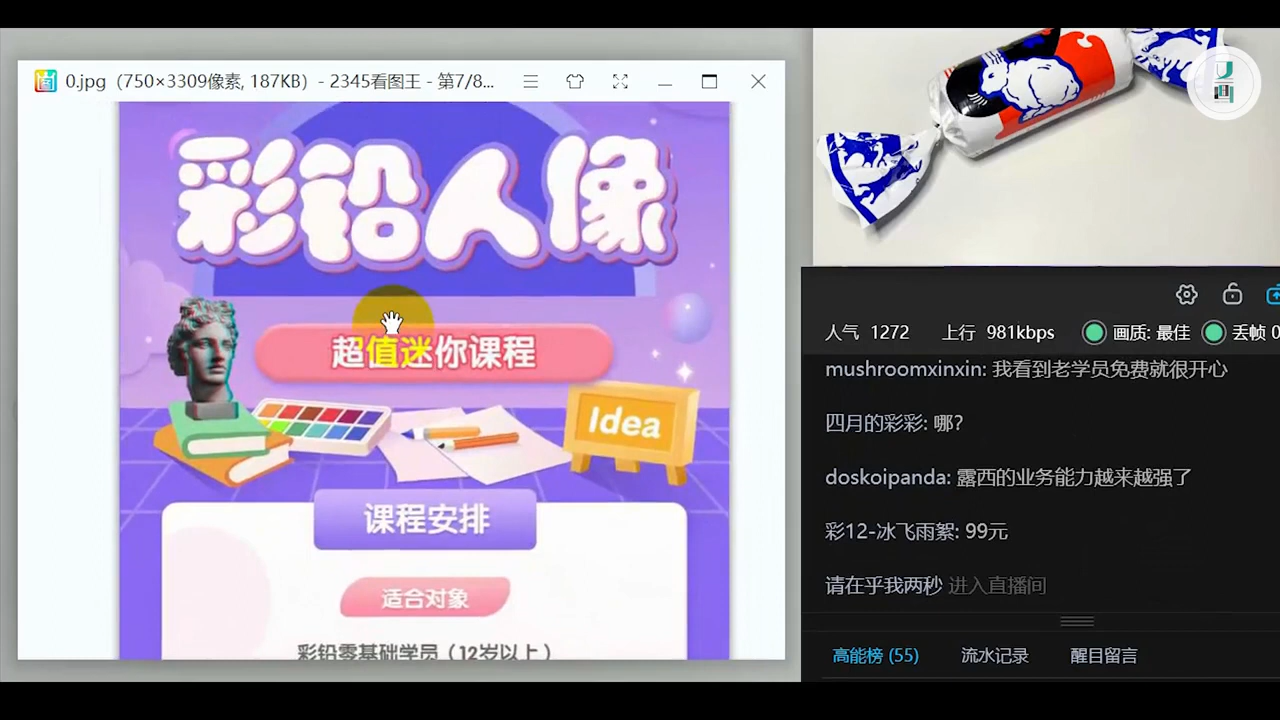 0.jpg（750×3309像素, 187KB）- 2345看图王 - 第7/8...
彩铅人像
超值迷你课程
Idea
课程安排
适合对象
彩铅零基础学员（12岁以上）
人气 1272 上行 981kbps 画质: 最佳 丢帧 0
mushroomxinxin: 我看到老学员免费就很开心
四月的彩彩: 哪?
doskoipanda: 露西的业务能力越来越强了
彩12-冰飞雨絮: 99元
请在乎我两秒 进入直播间
高能榜 (55) 流水记录 醒目留言